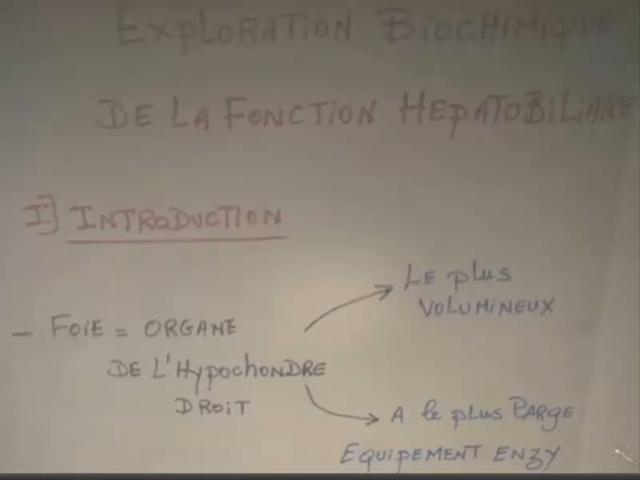 EXPLORATION BIOCHIMIQUE
DE LA FONCTION HEPATOBILIAIRE
I] INTRODUCTION
- FOIE = ORGANE
DE L'HypochONDRE
DROIT
LE plus
VOLUMINEUX
A le plus LARGE
EQUIPEMENT ENZY